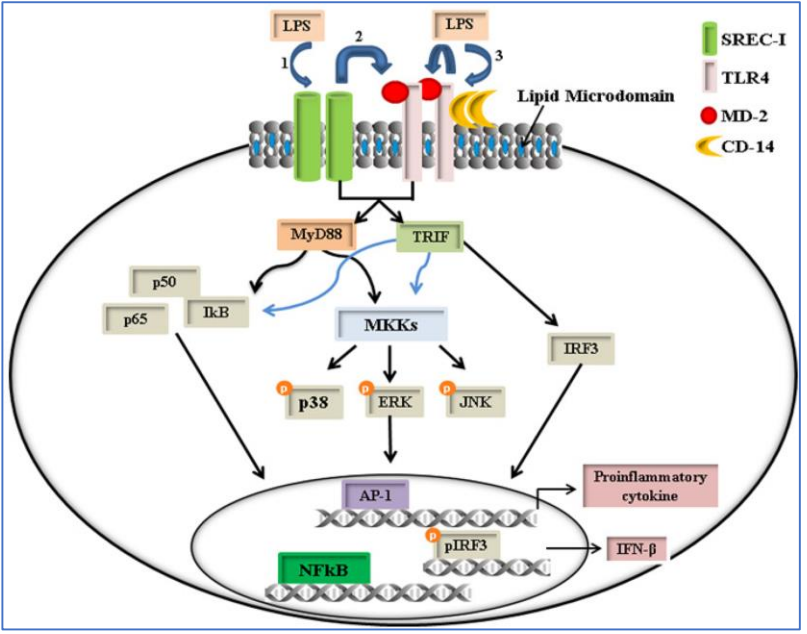 LPS
LPS
1
2
3
SREC-I
TLR4
MD-2
CD-14
Lipid Microdomain
MyD88
TRIF
p50
p65
IkB
MKKs
IRF3
p
p38
p
ERK
p
JNK
AP-1
Proinflammatory
cytokine
p
pIRF3
IFN-β
NFkB